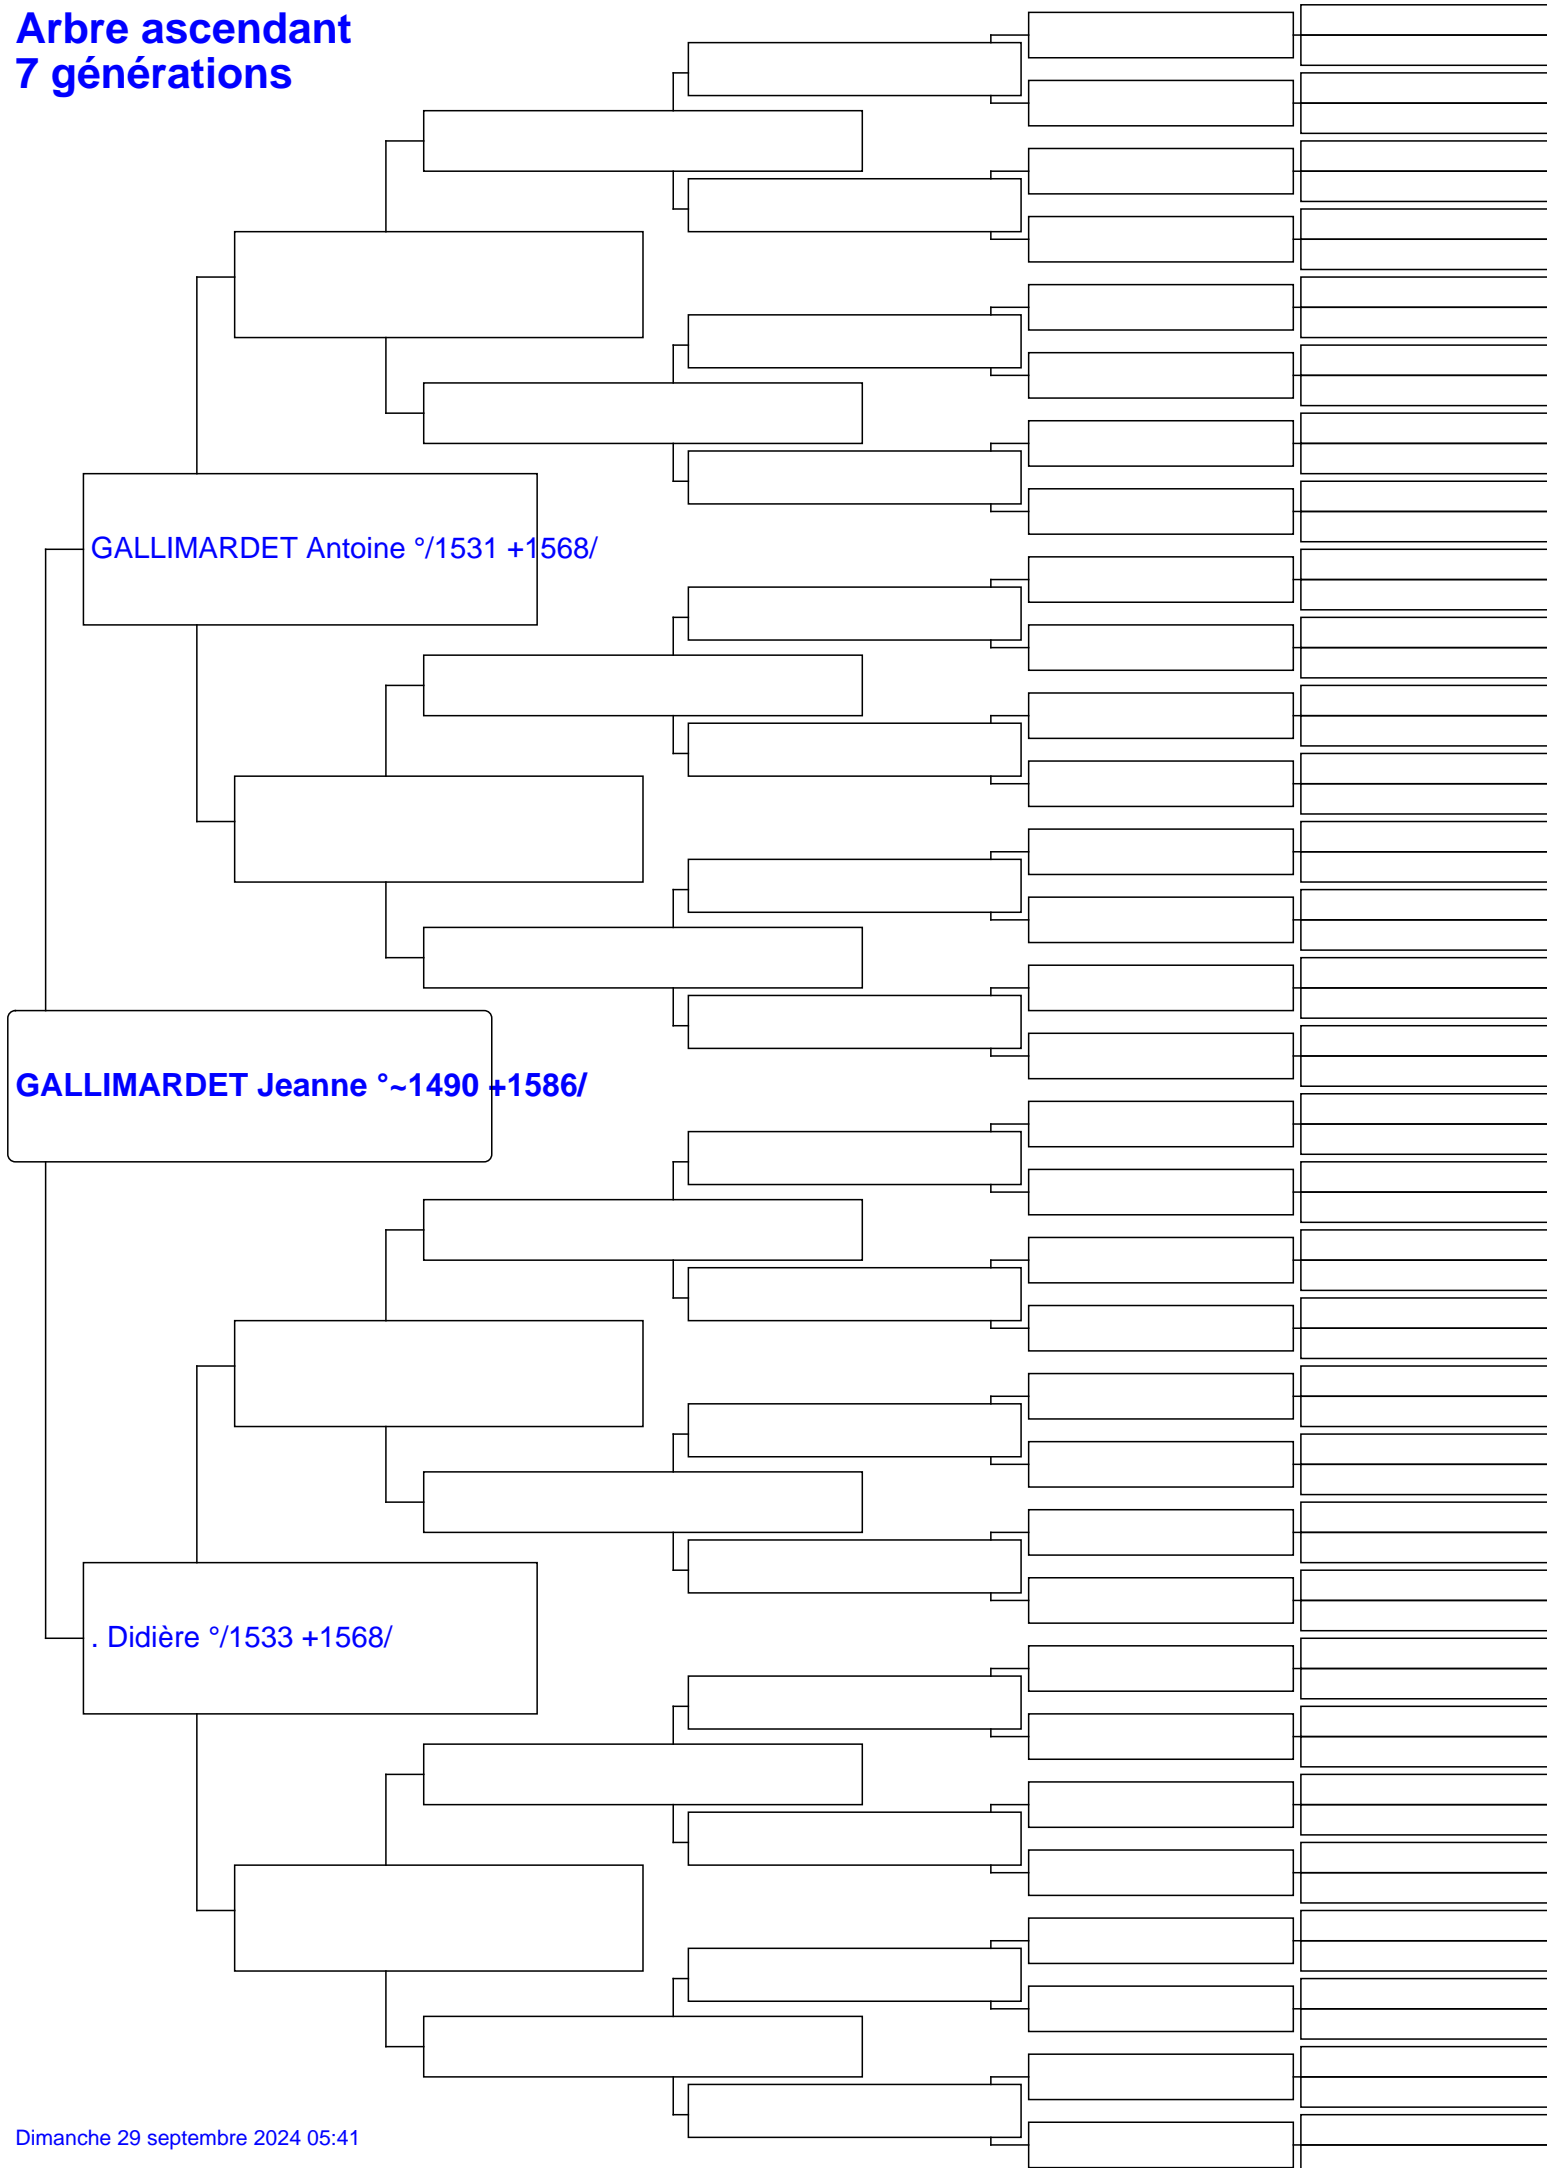 Arbre ascendant
7 générations
GALLIMARDET Antoine °/1531 +1568/
GALLIMARDET Jeanne °~1490 +1586/
. Didière °/1533 +1568/
Dimanche 29 septembre 2024 05:41